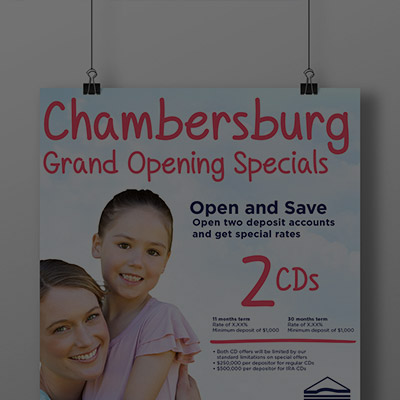 Chambersburg
Grand Opening Specials
Open and Save
Open two deposit accounts
and get special rates
2 CDs
11 months term
Rate of X.XX%
Minimum deposit of $1,000
30 months term
Rate of X.XX%
Minimum deposit of $1,000
• Both CD offers will be limited by our
standard limitations on special offers
• $250,000 per depositor for regular CDs
• $500,000 per depositor for IRA CDs